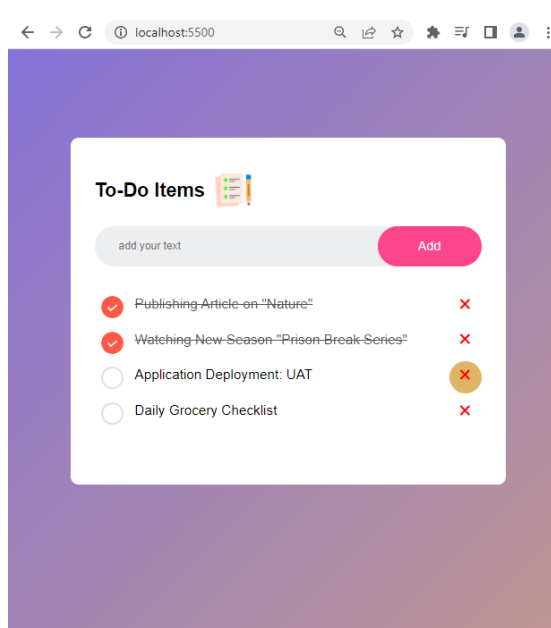 localhost:5500
To-Do Items
add your text
Add
Publishing Article on "Nature"
Watching New Season "Prison Break Series"
Application Deployment: UAT
Daily Grocery Checklist